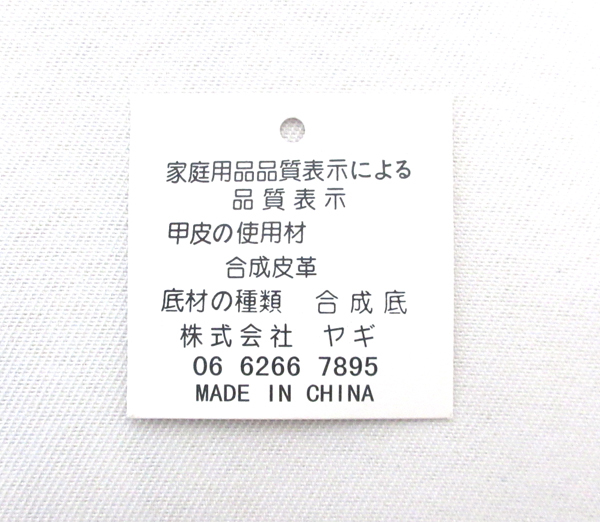 家庭用品品質表示による
品質表示
甲皮の使用材
合成皮革
底材の種類　合成底
株式会社　ヤギ
06 6266 7895
MADE IN CHINA